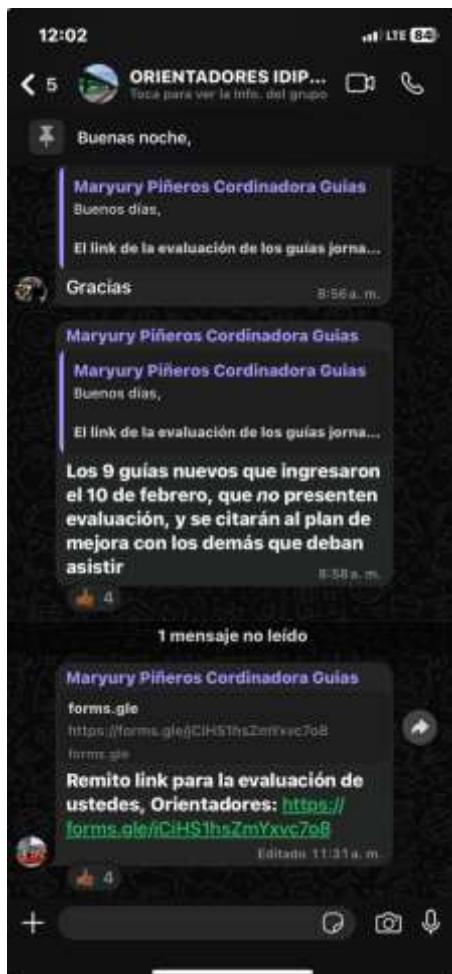 12:02
LTE 84
5
ORIENTADORES IDIP...
Toca para ver la info. del grupo
Buenas noche,
Maryury Piñeros Cordinadora Guias
Buenos días,
El link de la evaluación de los guías jorna...
Gracias
8:56 a. m.
Maryury Piñeros Cordinadora Guias
Maryury Piñeros Cordinadora Guias
Buenos días,
El link de la evaluación de los guías jorna...
Los 9 guías nuevos que ingresaron
el 10 de febrero, que no presenten
evaluación, y se citarán al plan de
mejora con los demás que deban
asistir
8:58 a. m.
4
1 mensaje no leído
Maryury Piñeros Cordinadora Guias
forms.gle
https://forms.gle/jCiHS1hsZmYxvc7o8
forms.gle
Remito link para la evaluación de
ustedes, Orientadores: https://
forms.gle/jCiHS1hsZmYxvc7o8
Editado 11:31 a. m.
4